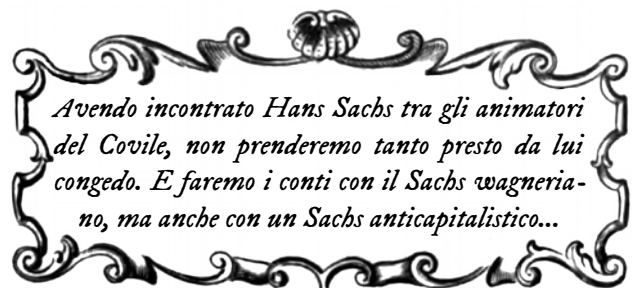 Avendo incontrato Hans Sachs tra gli animatori
del Covile, non prenderemo tanto presto da lui
congedo. E faremo i conti con il Sachs wagneria-
no, ma anche con un Sachs anticapitalistico...